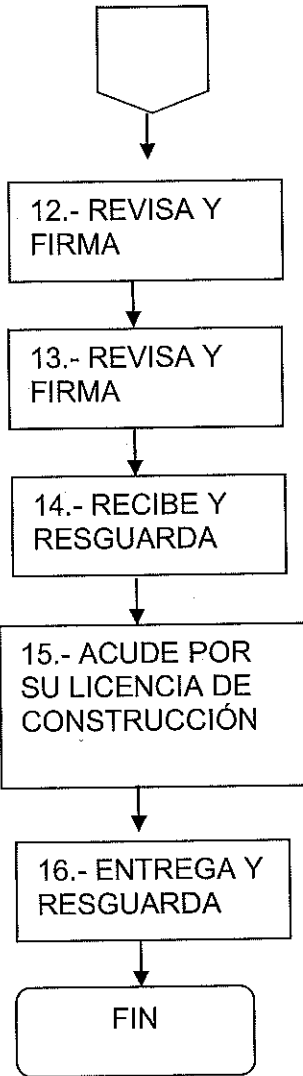 12.- REVISA Y
FIRMA
13.- REVISA Y
FIRMA
14.- RECIBE Y
RESGUARDA
15.- ACUDE POR
SU LICENCIA DE
CONSTRUCCIÓN
16.- ENTREGA Y
RESGUARDA
FIN